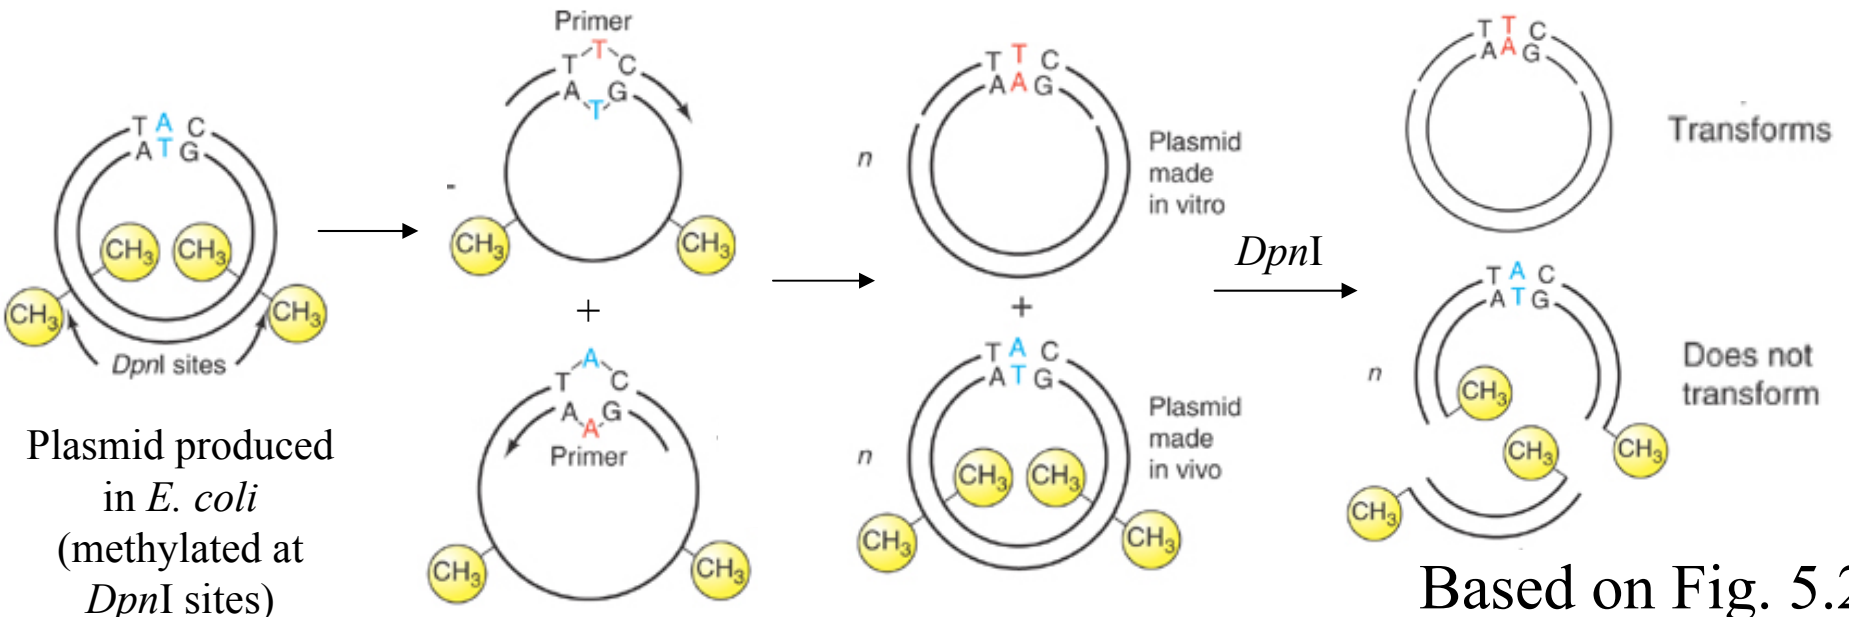 T A C
A T G
CH3 CH3
CH3 CH3
DpnI sites
Plasmid produced
in E. coli
(methylated at
DpnI sites)
Primer
T T C
A T G
-
CH3 CH3
+
T A C
A A G
Primer
CH3 CH3
T T C
A A G
n
Plasmid
made
in vitro
+
T A C
A T G
n
Plasmid
made
in vivo
CH3 CH3
CH3 CH3
DpnI
T T C
A A G
Transforms
T A C
A T G
n
Does not
transform
CH3
CH3 CH3
CH3
Based on Fig. 5.2